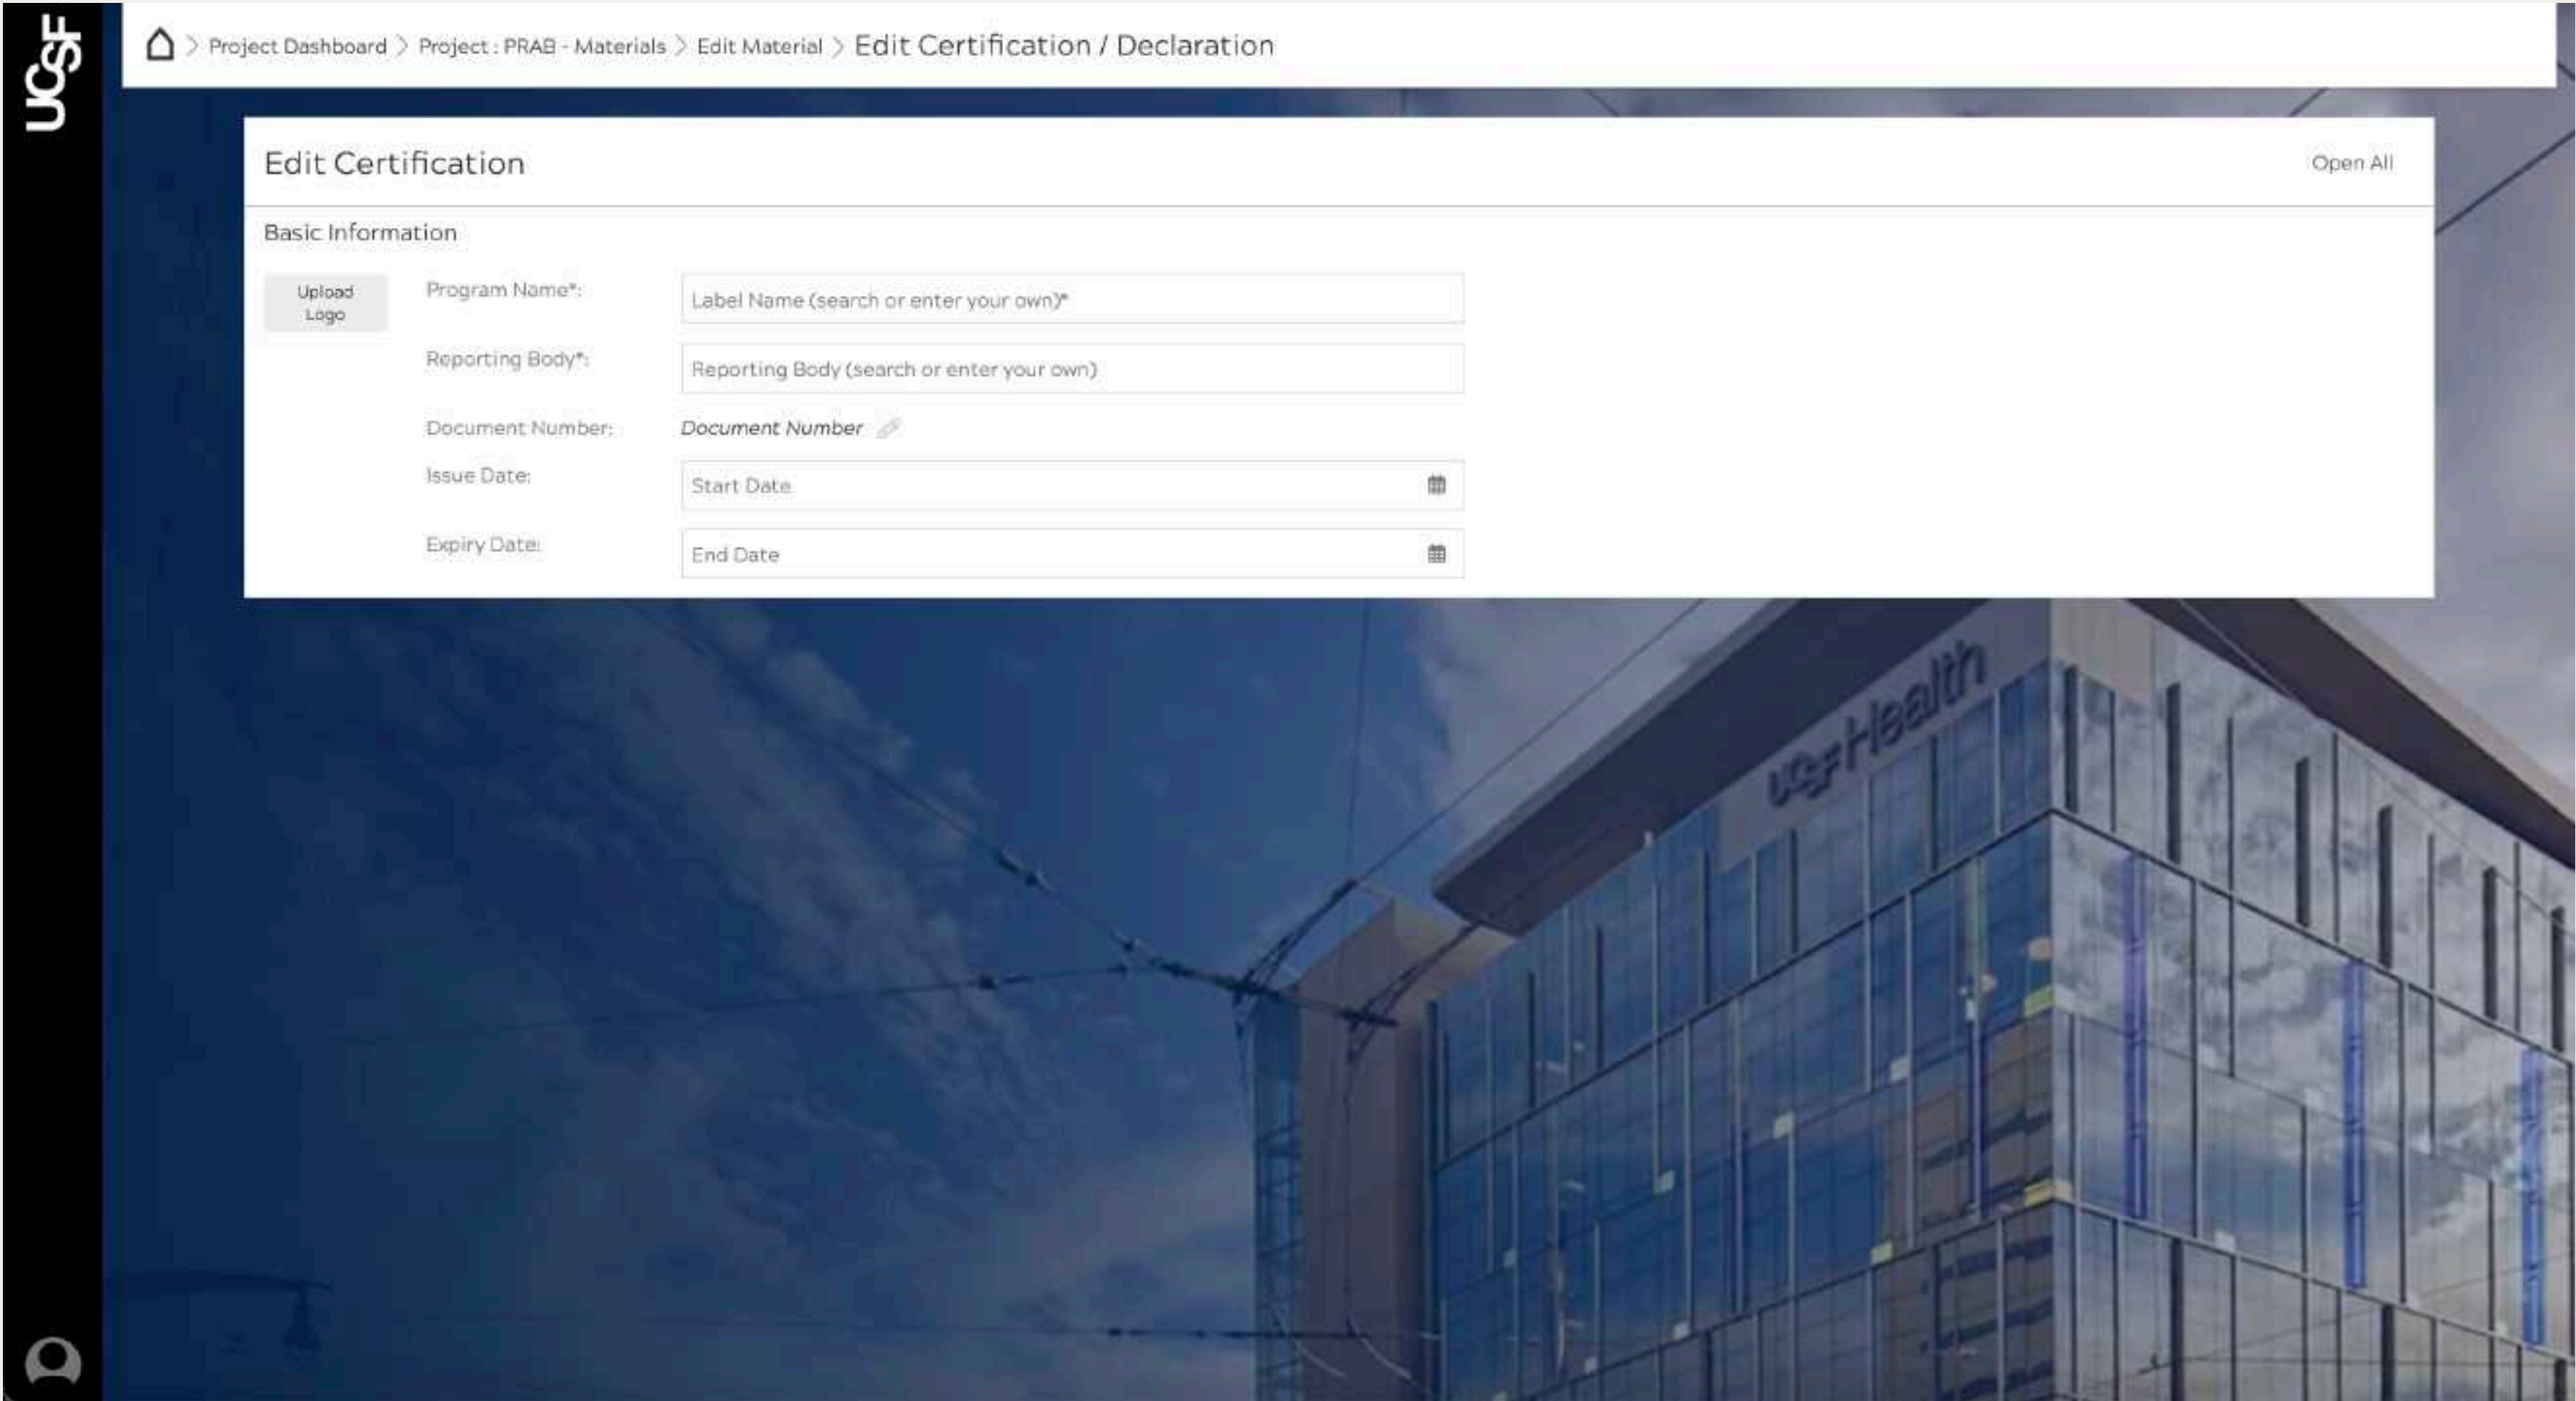 UCSF
Project Dashboard > Project : PRAB - Materials > Edit Material > Edit Certification / Declaration
Edit Certification
Open All
Basic Information
Upload
Logo
Program Name*:
Label Name (search or enter your own)*
Reporting Body*:
Reporting Body (search or enter your own)
Document Number:
Document Number
Issue Date:
Start Date
Expiry Date:
End Date
UCSF Health